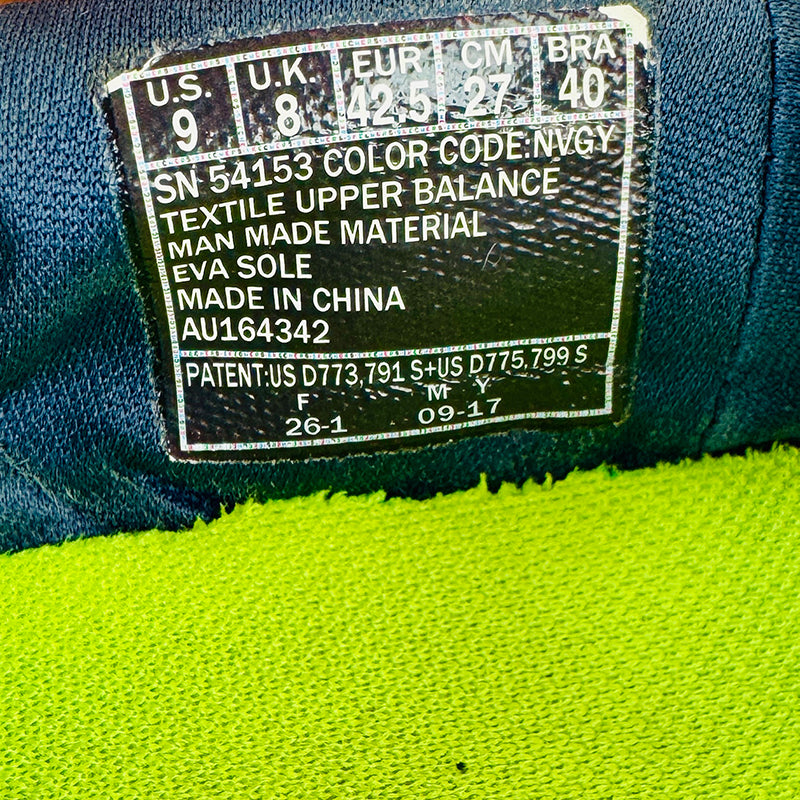 U.S. U.K. EUR CM BRA
9 8 42.5 27 40
SN 54153 COLOR CODE:NVGY
TEXTILE UPPER BALANCE
MAN MADE MATERIAL
EVA SOLE
MADE IN CHINA
AU164342
PATENT:US D773,791 S+US D775,799 S
F M Y
26-1 09-17